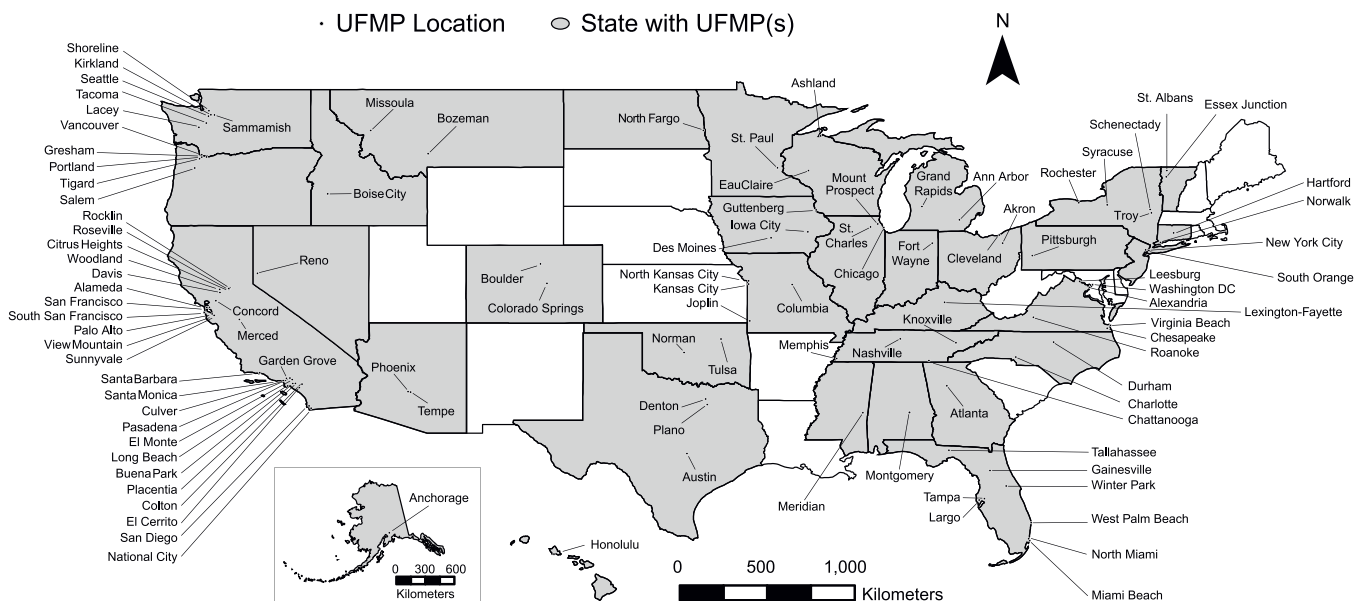 UFMP Location
State with UFMP(s)
N
Shoreline
Kirkland
Seattle
Tacoma
Lacey
Vancouver
Gresham
Portland
Tigard
Salem
Rocklin
Roseville
Citrus Heights
Woodland
Davis
Alameda
San Francisco
South San Francisco
Palo Alto
View Mountain
Sunnyvale
Santa Barbara
Santa Monica
Culver
Pasadena
El Monte
Long Beach
Buena Park
Placentia
Colton
El Cerrito
San Diego
National City
Sammamish
Missoula
Bozeman
Boise City
Reno
Concord
Merced
Garden Grove
Phoenix
Tempe
Boulder
Colorado Springs
North Fargo
St. Paul
Eau Claire
Ashland
Mount
Prospect
Guttenberg
Iowa City
Des Moines
St.
Charles
Chicago
North Kansas City
Kansas City
Joplin
Columbia
Norman
Tulsa
Denton
Plano
Austin
Grand
Rapids
Ann Arbor
Fort
Wayne
Akron
Cleveland
Pittsburgh
Rochester
Syracuse
Schenectady
Troy
St. Albans
Essex Junction
Hartford
Norwalk
New York City
South Orange
Leesburg
Washington DC
Alexandria
Lexington-Fayette
Virginia Beach
Chesapeake
Roanoke
Durham
Charlotte
Chattanooga
Knoxville
Nashville
Memphis
Atlanta
Montgomery
Meridian
Tallahassee
Gainesville
Winter Park
Tampa
Largo
West Palm Beach
North Miami
Miami Beach
Anchorage
0 300 600
Kilometers
Honolulu
0 500 1,000
Kilometers